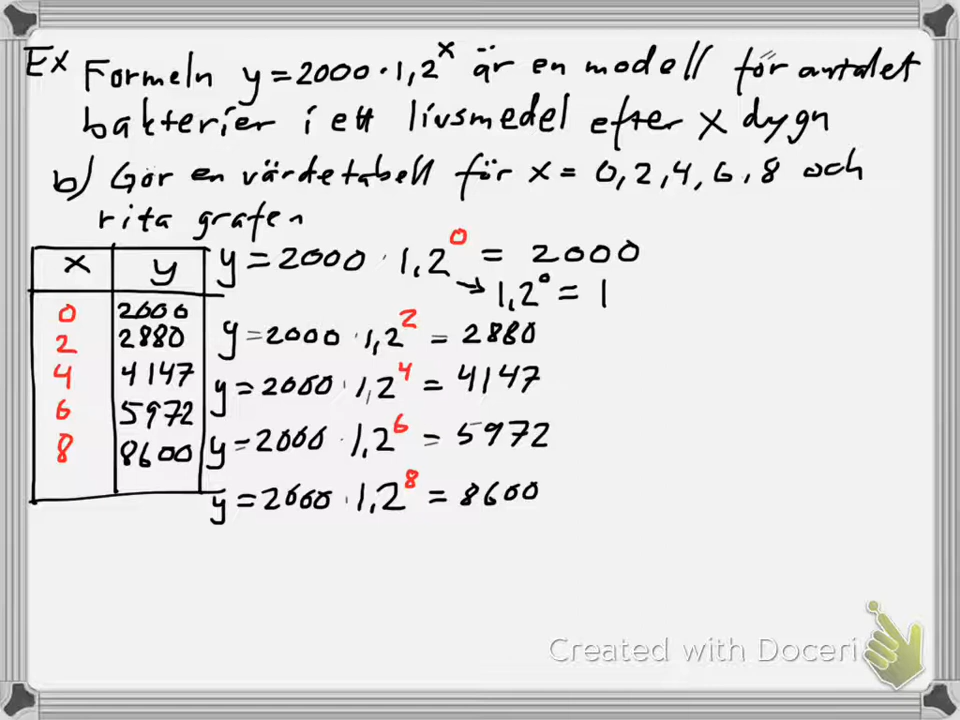 Ex Formeln y = 2000 · 1,2^x är en modell för antalet
bakterier i ett livsmedel efter x dygn
b) Gör en värdetabell för x = 0, 2, 4, 6, 8 och
rita grafen
x y
0 2000
2 2880
4 4147
6 5972
8 8600
y = 2000 · 1,2^0 = 2000
→ 1,2^0 = 1
y = 2000 · 1,2^2 = 2880
y = 2000 · 1,2^4 = 4147
y = 2000 · 1,2^6 = 5972
y = 2000 · 1,2^8 = 8600
Created with Doceri